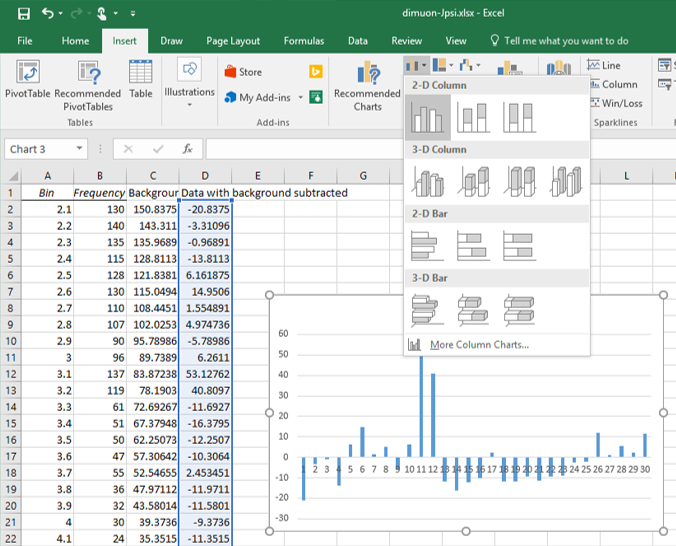 dimuon-Jpsi.xlsx - Excel
File Home Insert Draw Page Layout Formulas Data Review View Tell me what you want to do
PivotTable Recommended PivotTables Table
Tables
Illustrations
Store
My Add-ins
Add-ins
Recommended Charts
Line
Column
Win/Loss
Sparklines
2-D Column
3-D Column
2-D Bar
3-D Bar
More Column Charts...
Chart 3 fx
A B C D E F G L
1 Bin Frequency Backgrour Data with background subtracted
2 2.1 130 150.8375 -20.8375
3 2.2 140 143.311 -3.31096
4 2.3 135 135.9689 -0.96891
5 2.4 115 128.8113 -13.8113
6 2.5 128 121.8381 6.161875
7 2.6 130 115.0494 14.9506
8 2.7 110 108.4451 1.554891
9 2.8 107 102.0253 4.974736
10 2.9 90 95.78986 -5.78986
11 3 96 89.7389 6.2611
12 3.1 137 83.87238 53.12762
13 3.2 119 78.1903 40.8097
14 3.3 61 72.69267 -11.6927
15 3.4 51 67.37948 -16.3795
16 3.5 50 62.25073 -12.2507
17 3.6 47 57.30642 -10.3064
18 3.7 55 52.54655 2.453451
19 3.8 36 47.97112 -11.9711
20 3.9 32 43.58014 -11.5801
21 4 30 39.3736 -9.3736
22 4.1 24 35.3515 -11.3515
60
50
40
30
20
10
0
1 2 3 4 5 6 7 8 9 10 11 12 13 14 15 16 17 18 19 20 21 22 23 24 25 26 27 28 29 30
-10
-20
-30